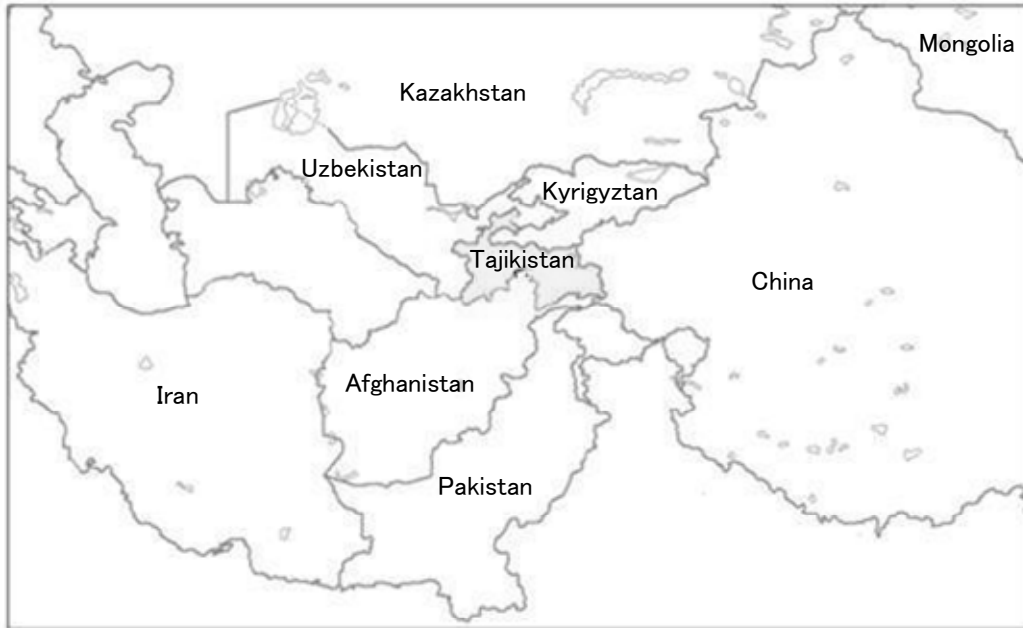 Mongolia
Kazakhstan
Uzbekistan
Kyrigyztan
Tajikistan
China
Afghanistan
Iran
Pakistan